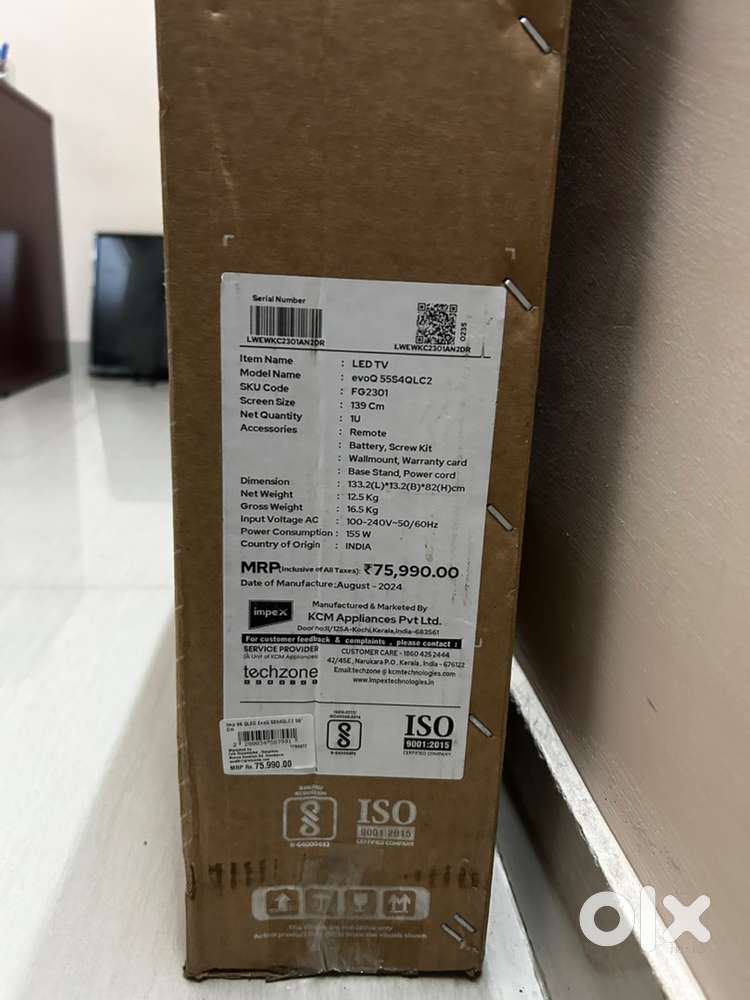 Serial Number
LWEWKC2301AN2DR
0235
LWEWKC2301AN2DR
Item Name : LED TV
Model Name : evoQ 55S4QLC2
SKU Code : FG2301
Screen Size : 139 Cm
Net Quantity : 1U
Accessories : Remote
: Battery, Screw Kit
: Wallmount, Warranty card
: Base Stand, Power cord
Dimension : 133.2(L)*13.2(B)*82(H)cm
Net Weight : 12.5 Kg
Gross Weight : 16.5 Kg
Input Voltage AC : 100-240V~50/60Hz
Power Consumption : 155 W
Country of Origin : INDIA
MRP (Inclusive of All Taxes): ₹75,990.00
Date of Manufacture: August - 2024
impex
Manufactured & Marketed By
KCM Appliances Pvt Ltd.
Door no:II/125A-Kochi, Kerala, India-683561
For customer feedback & complaints , please contact :
SERVICE PROVIDER
(A Unit of KCM Appliances
techzone
CUSTOMER CARE - 1860 425 2444
42/45E, Narukara P.O, Kerala, India - 676122
Email:techzone@kcmtechnologies.com
www.impextechnologies.in
MRP Rs. 75,990.00
ISO
9001:2015
ISO
9001:2015
CERTIFIED COMPANY
olx